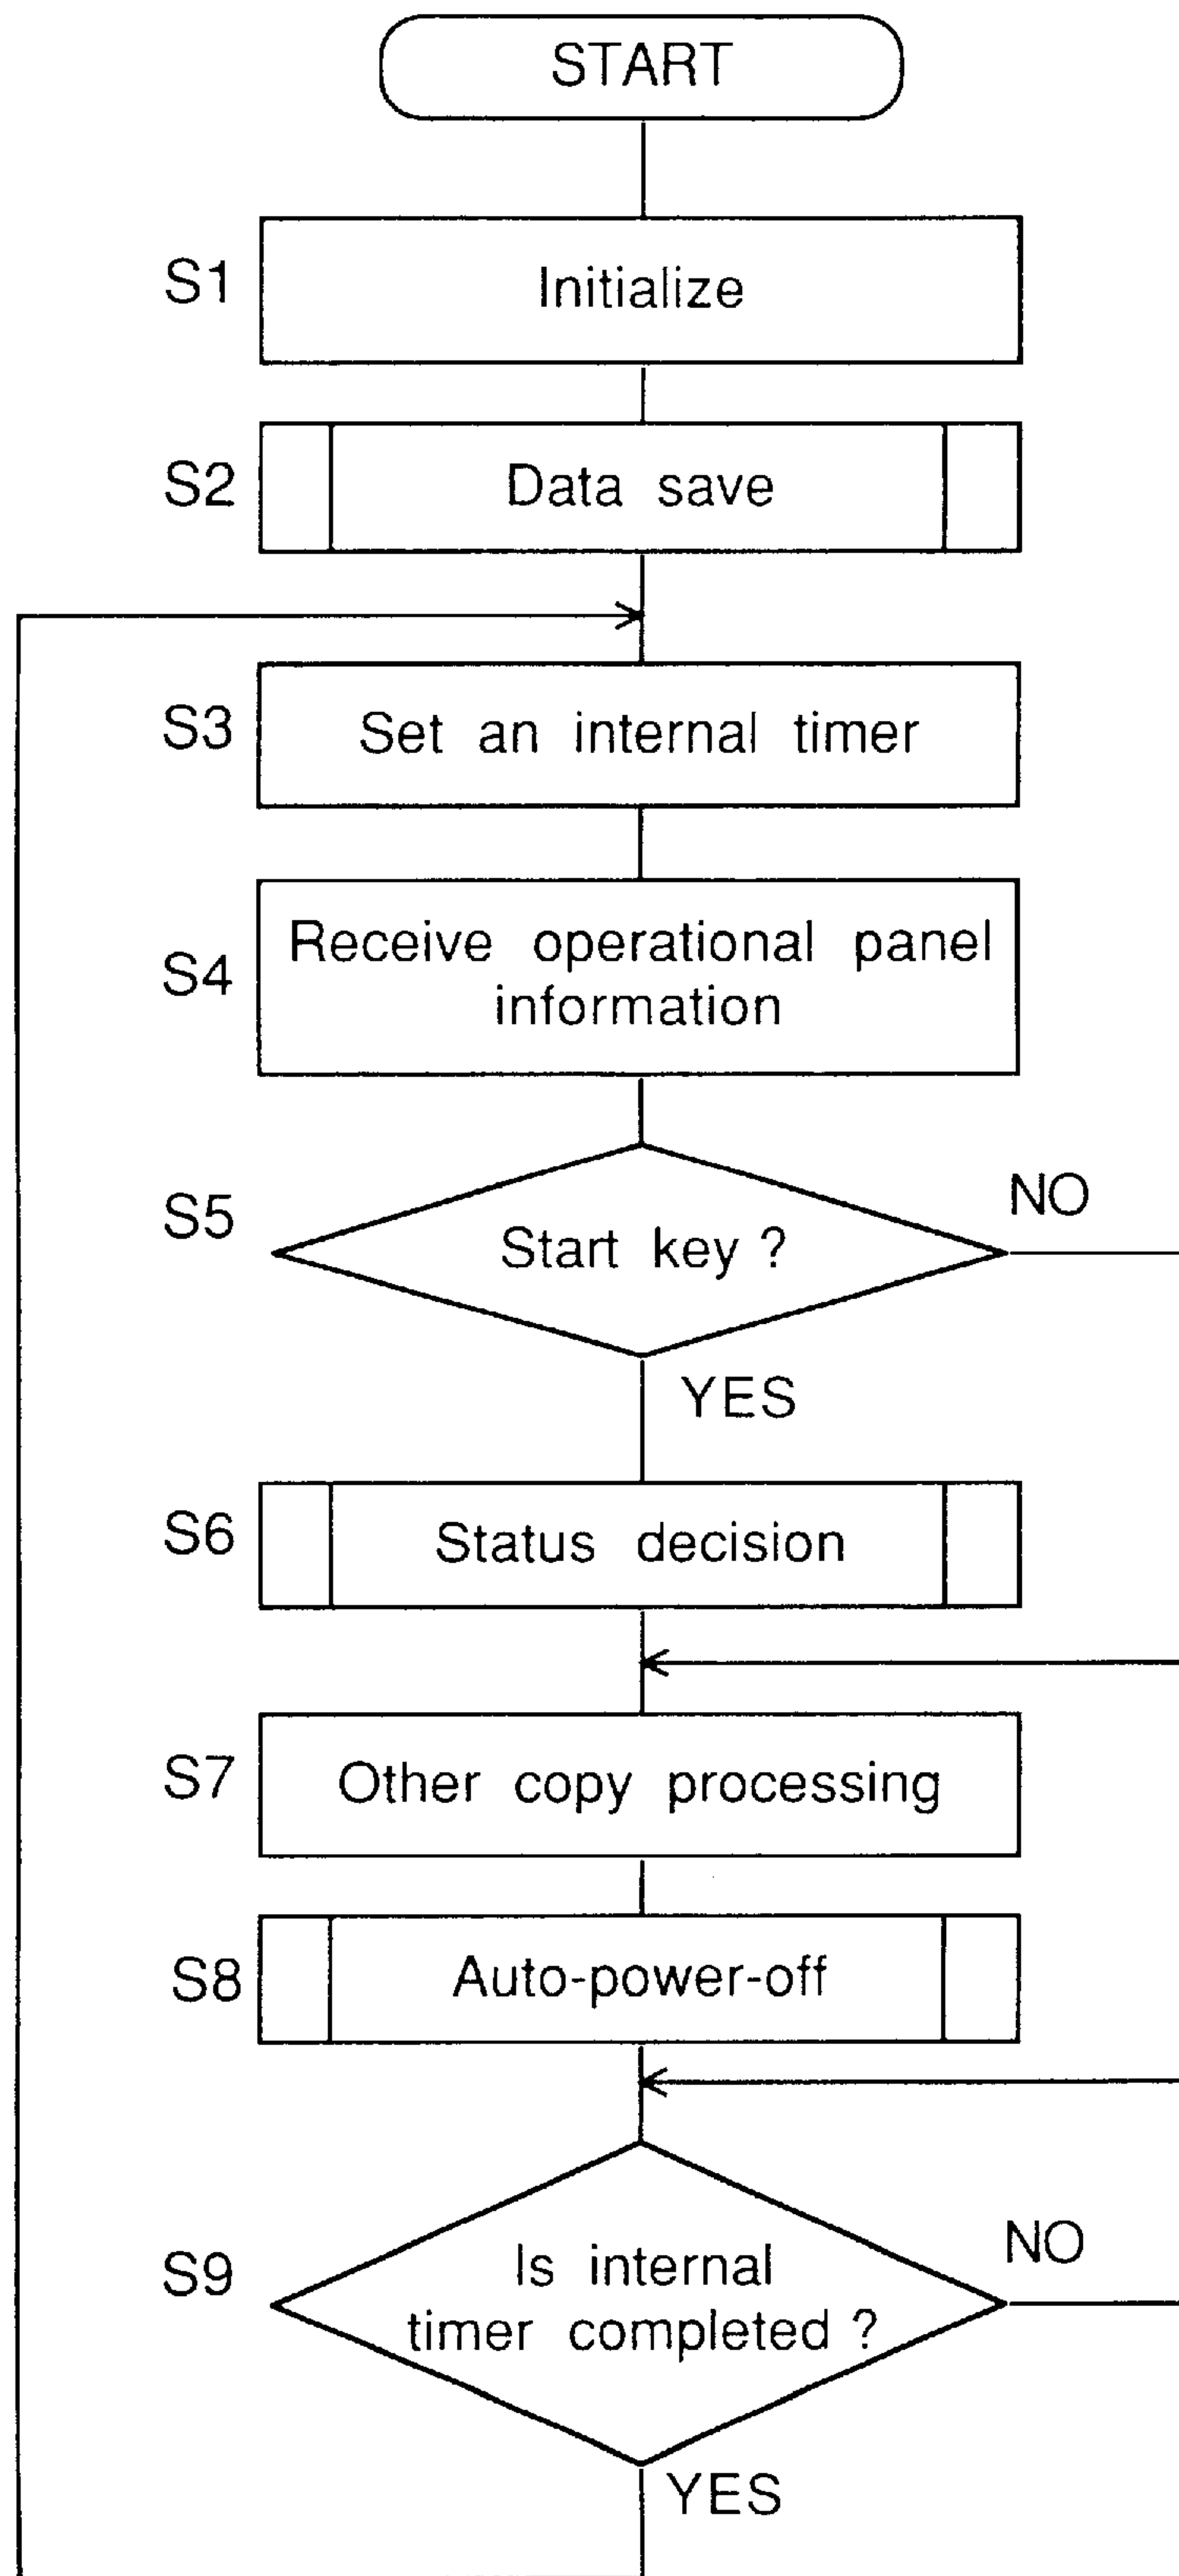 START
S1
Initialize
S2
Data save
S3
Set an internal timer
S4
Receive operational panel
information
S5
Start key ?
NO
YES
S6
Status decision
S7
Other copy processing
S8
Auto-power-off
S9
Is internal
timer completed ?
NO
YES